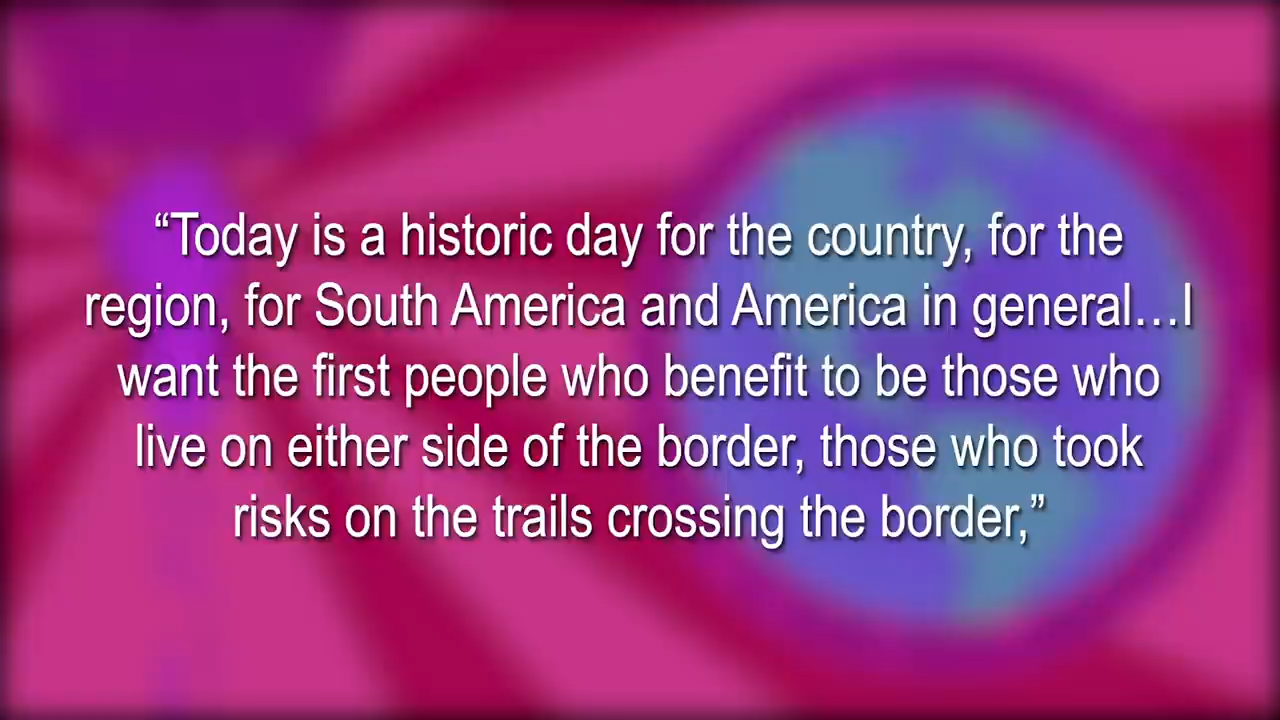 “Today is a historic day for the country, for the
region, for South America and America in general…I
want the first people who benefit to be those who
live on either side of the border, those who took
risks on the trails crossing the border,”